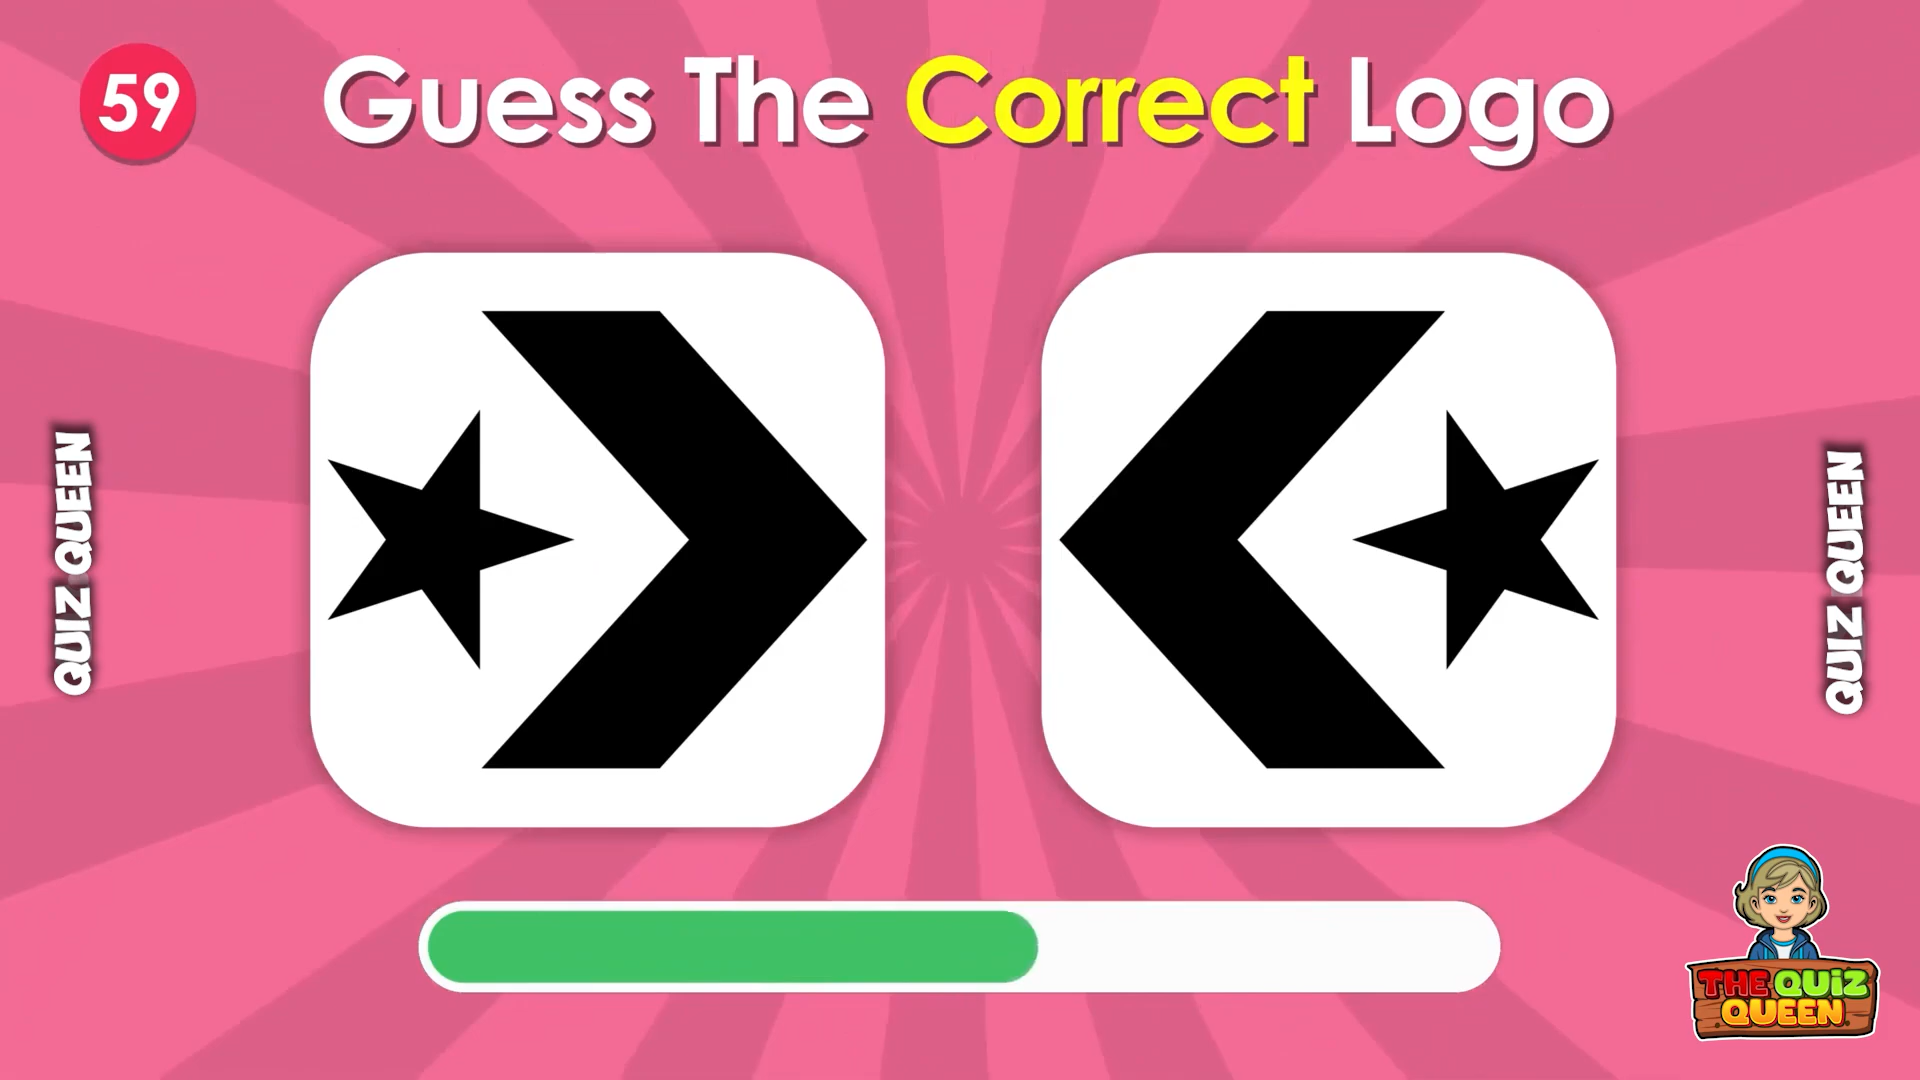 59
Guess The Correct Logo
QUIZ QUEEN
QUIZ QUEEN
THE QUIZ
QUEEN